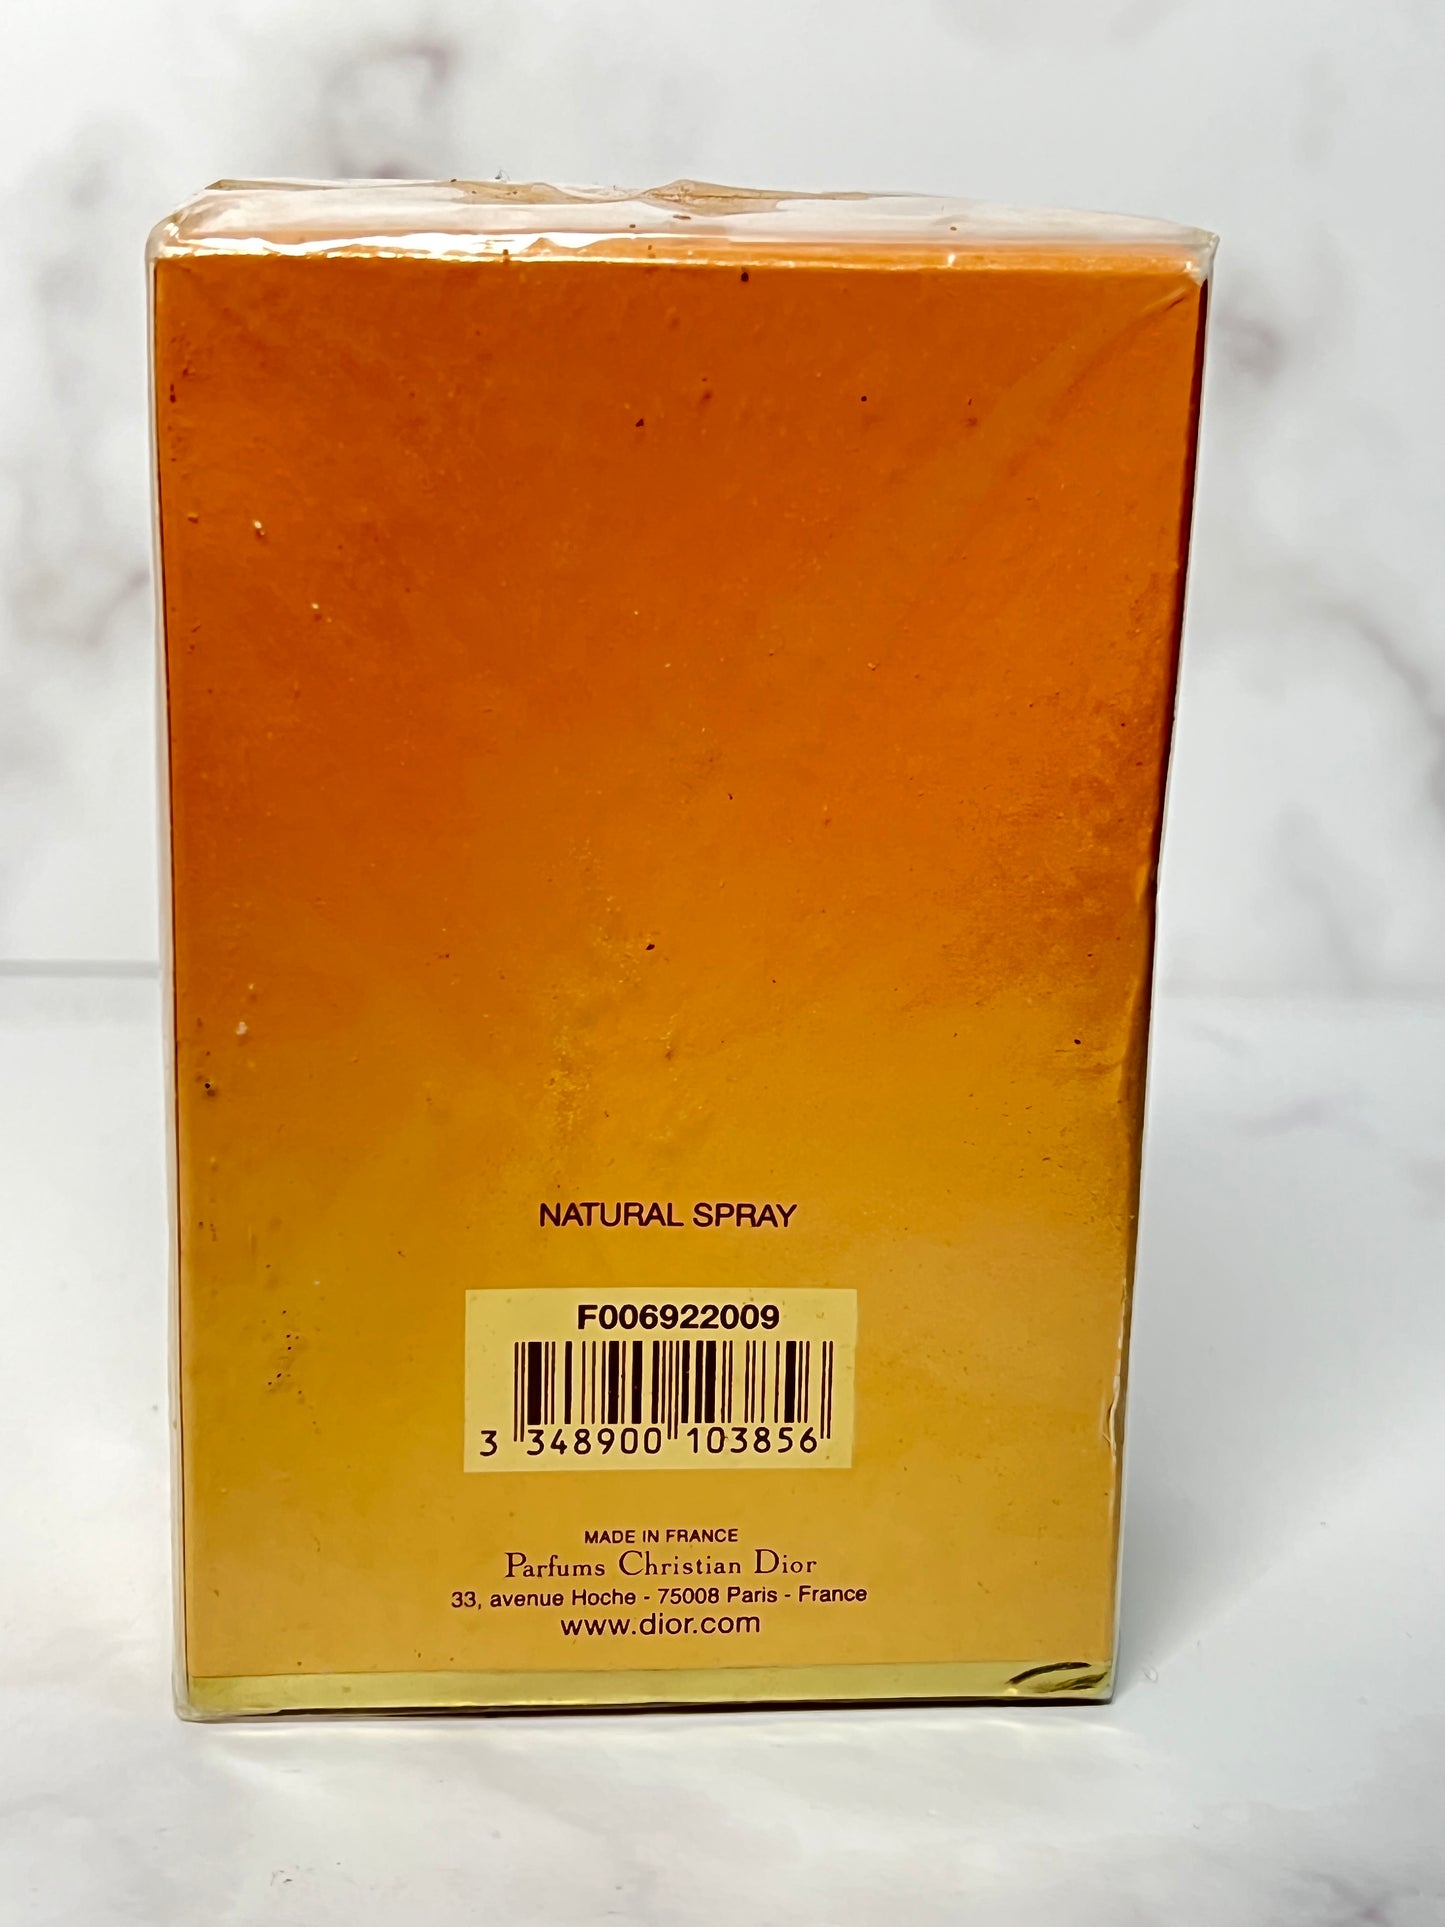 NATURAL SPRAY
F006922009
3 348900 103856
MADE IN FRANCE
Parfums Christian Dior
33, avenue Hoche - 75008 Paris - France
www.dior.com